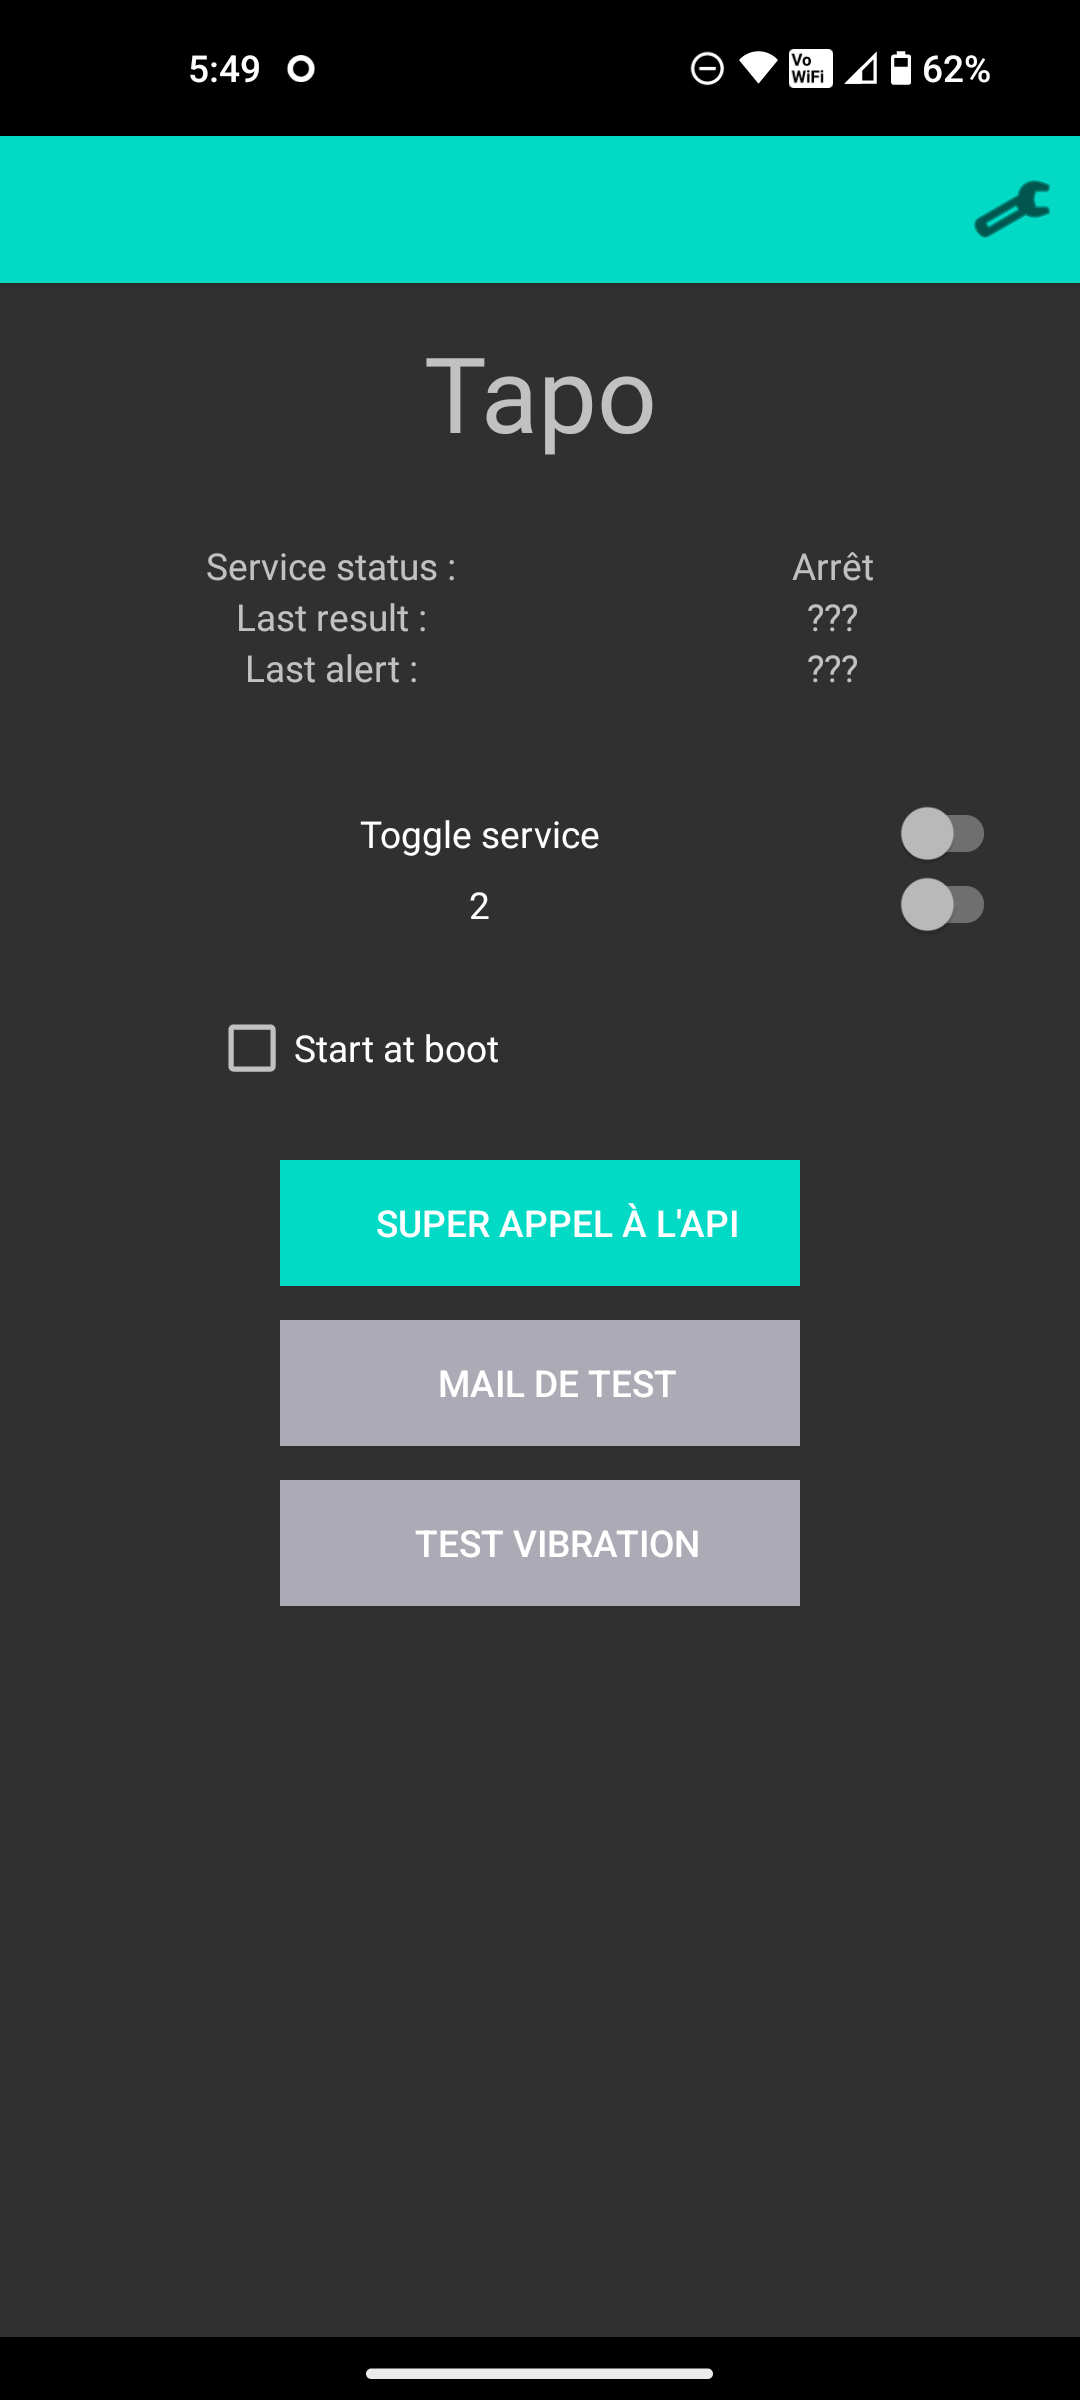 5:49 Vo WiFi 62%
Tapo
Service status : Arrêt
Last result : ???
Last alert : ???
Toggle service
2
Start at boot
SUPER APPEL À L'API
MAIL DE TEST
TEST VIBRATION